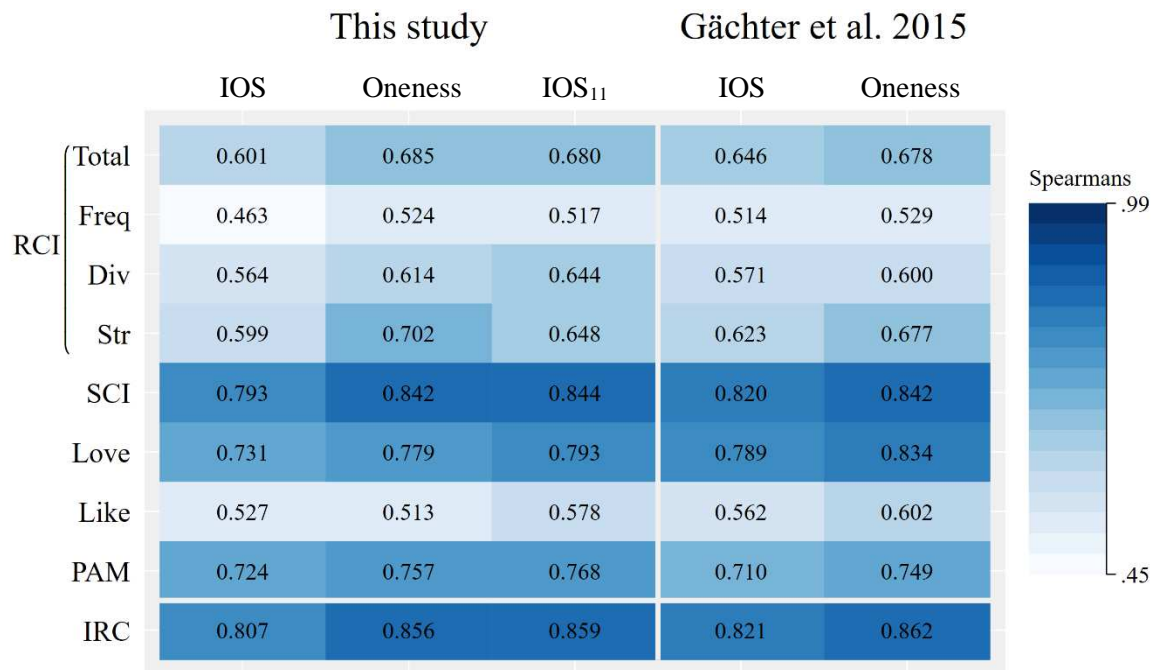 This study Gächter et al. 2015
IOS Oneness IOS₁₁ IOS Oneness
Total 0.601 0.685 0.680 0.646 0.678
Freq 0.463 0.524 0.517 0.514 0.529
RCI
Div 0.564 0.614 0.644 0.571 0.600
Str 0.599 0.702 0.648 0.623 0.677
SCI 0.793 0.842 0.844 0.820 0.842
Love 0.731 0.779 0.793 0.789 0.834
Like 0.527 0.513 0.578 0.562 0.602
PAM 0.724 0.757 0.768 0.710 0.749
IRC 0.807 0.856 0.859 0.821 0.862
Spearmans
.99
.45